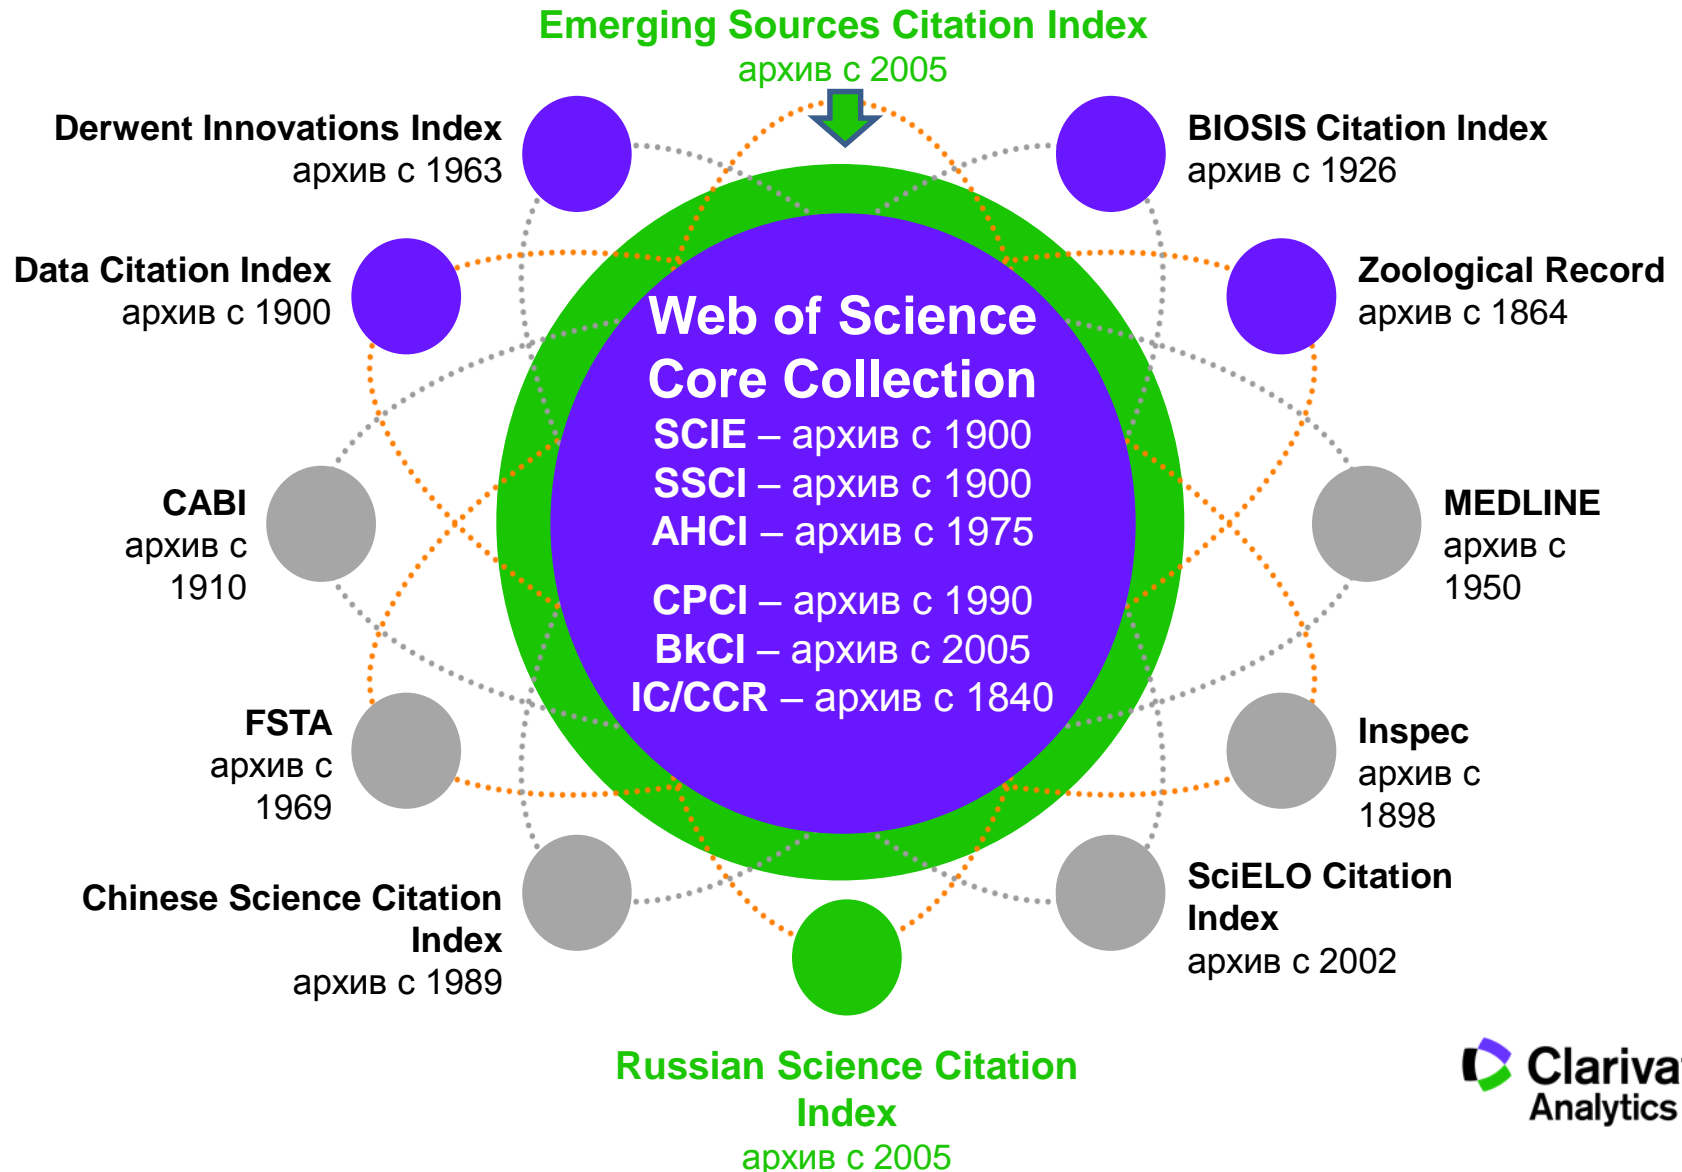 Emerging Sources Citation Index
архив с 2005
Derwent Innovations Index
архив с 1963
BIOSIS Citation Index
архив с 1926
Data Citation Index
архив с 1900
Zoological Record
архив с 1864
Web of Science
Core Collection
SCIE – архив с 1900
SSCI – архив с 1900
AHCI – архив с 1975
CPCI – архив с 1990
BkCI – архив с 2005
IC/CCR – архив с 1840
CABI
архив с
1910
MEDLINE
архив с
1950
FSTA
архив с
1969
Inspec
архив с
1898
Chinese Science Citation
Index
архив с 1989
SciELO Citation
Index
архив с 2002
Russian Science Citation
Index
архив с 2005
Analytics